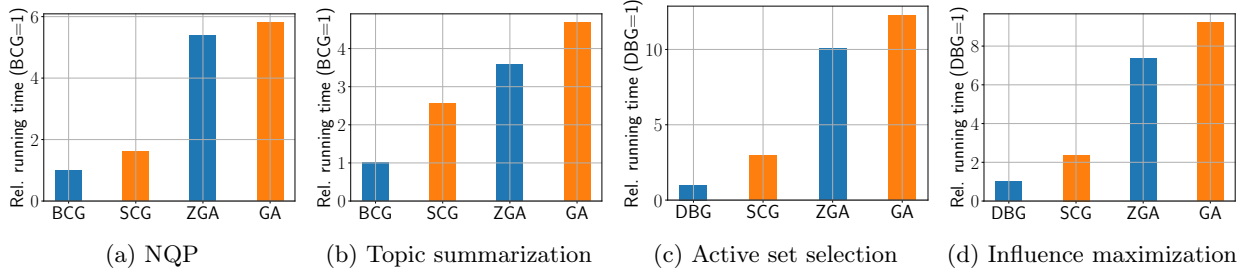 Rel. running time (BCG=1)
6
4
2
0
BCG SCG ZGA GA
(a) NQP
Rel. running time (BCG=1)
4
3
2
1
0
BCG SCG ZGA GA
(b) Topic summarization
Rel. running time (DBG=1)
10
5
0
DBG SCG ZGA GA
(c) Active set selection
Rel. running time (DBG=1)
8
6
4
2
0
DBG SCG ZGA GA
(d) Influence maximization